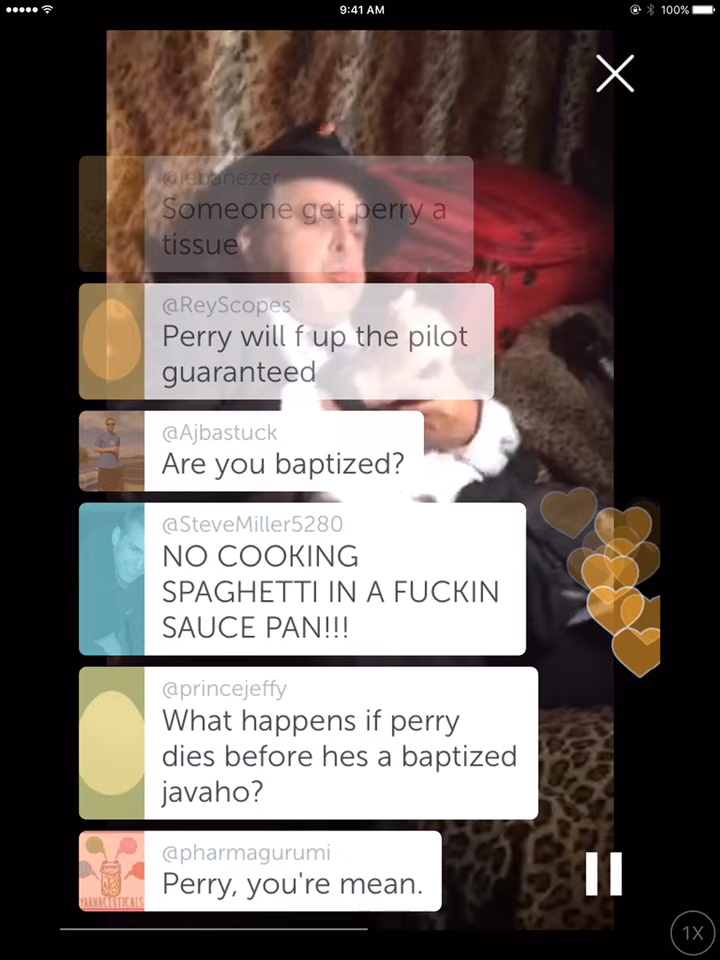 9:41 AM
100%
@jebanezer
Someone get perry a
tissue
@ReyScopes
Perry will f up the pilot
guaranteed
@Ajbastuck
Are you baptized?
@SteveMiller5280
NO COOKING
SPAGHETTI IN A FUCKIN
SAUCE PAN!!!
@princejeffy
What happens if perry
dies before hes a baptized
javaho?
@pharmagurumi
Perry, you're mean.
1X